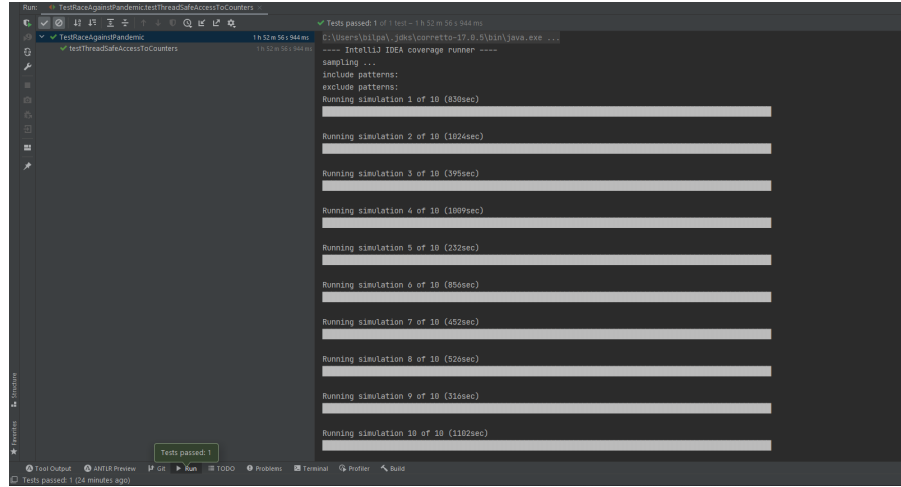 Run: TestRaceAgainstPandemic.testThreadSafeAccessToCounters ×
Tests passed: 1 of 1 test – 1 h 52 m 56 s 944 ms
TestRaceAgainstPandemic 1 h 52 m 56 s 944 ms
testThreadSafeAccessToCounters 1 h 52 m 56 s 944 ms
C:\Users\bilpa\.jdks\corretto-17.0.5\bin\java.exe ...
---- IntelliJ IDEA coverage runner ----
sampling ...
include patterns:
exclude patterns:
Running simulation 1 of 10 (830sec)
Running simulation 2 of 10 (1024sec)
Running simulation 3 of 10 (395sec)
Running simulation 4 of 10 (1009sec)
Running simulation 5 of 10 (232sec)
Running simulation 6 of 10 (856sec)
Running simulation 7 of 10 (452sec)
Running simulation 8 of 10 (526sec)
Running simulation 9 of 10 (316sec)
Running simulation 10 of 10 (1102sec)
Structure
Favorites
Tests passed: 1
Tool Output ANTLR Preview Git Run TODO Problems Terminal Profiler Build
Tests passed: 1 (24 minutes ago)